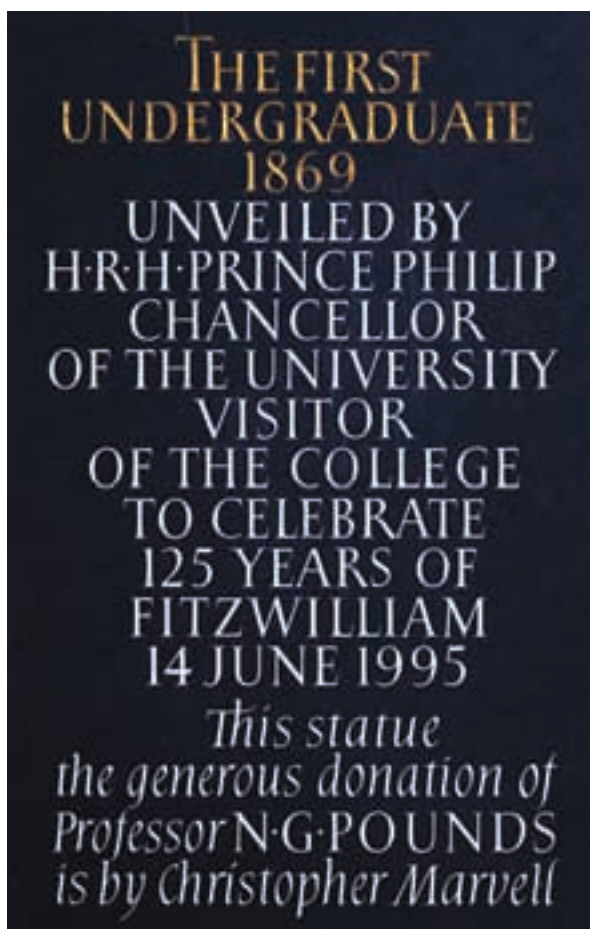 THE FIRST
UNDERGRADUATE
1869
UNVEILED BY
H·R·H·PRINCE PHILIP
CHANCELLOR
OF THE UNIVERSITY
VISITOR
OF THE COLLEGE
TO CELEBRATE
125 YEARS OF
FITZWILLIAM
14 JUNE 1995
This statue
the generous donation of
Professor N·G·POUNDS
is by Christopher Marvell